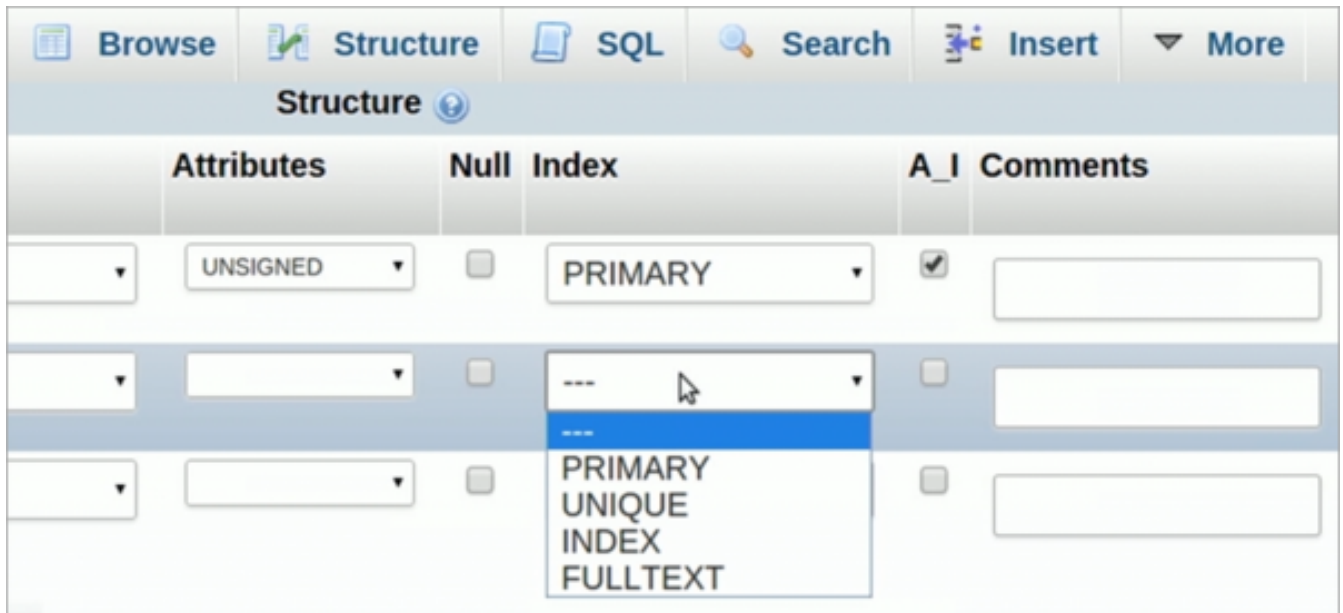 Browse Structure SQL Search Insert More
Structure
Attributes Null Index A_I Comments
UNSIGNED PRIMARY
---
---
PRIMARY
UNIQUE
INDEX
FULLTEXT